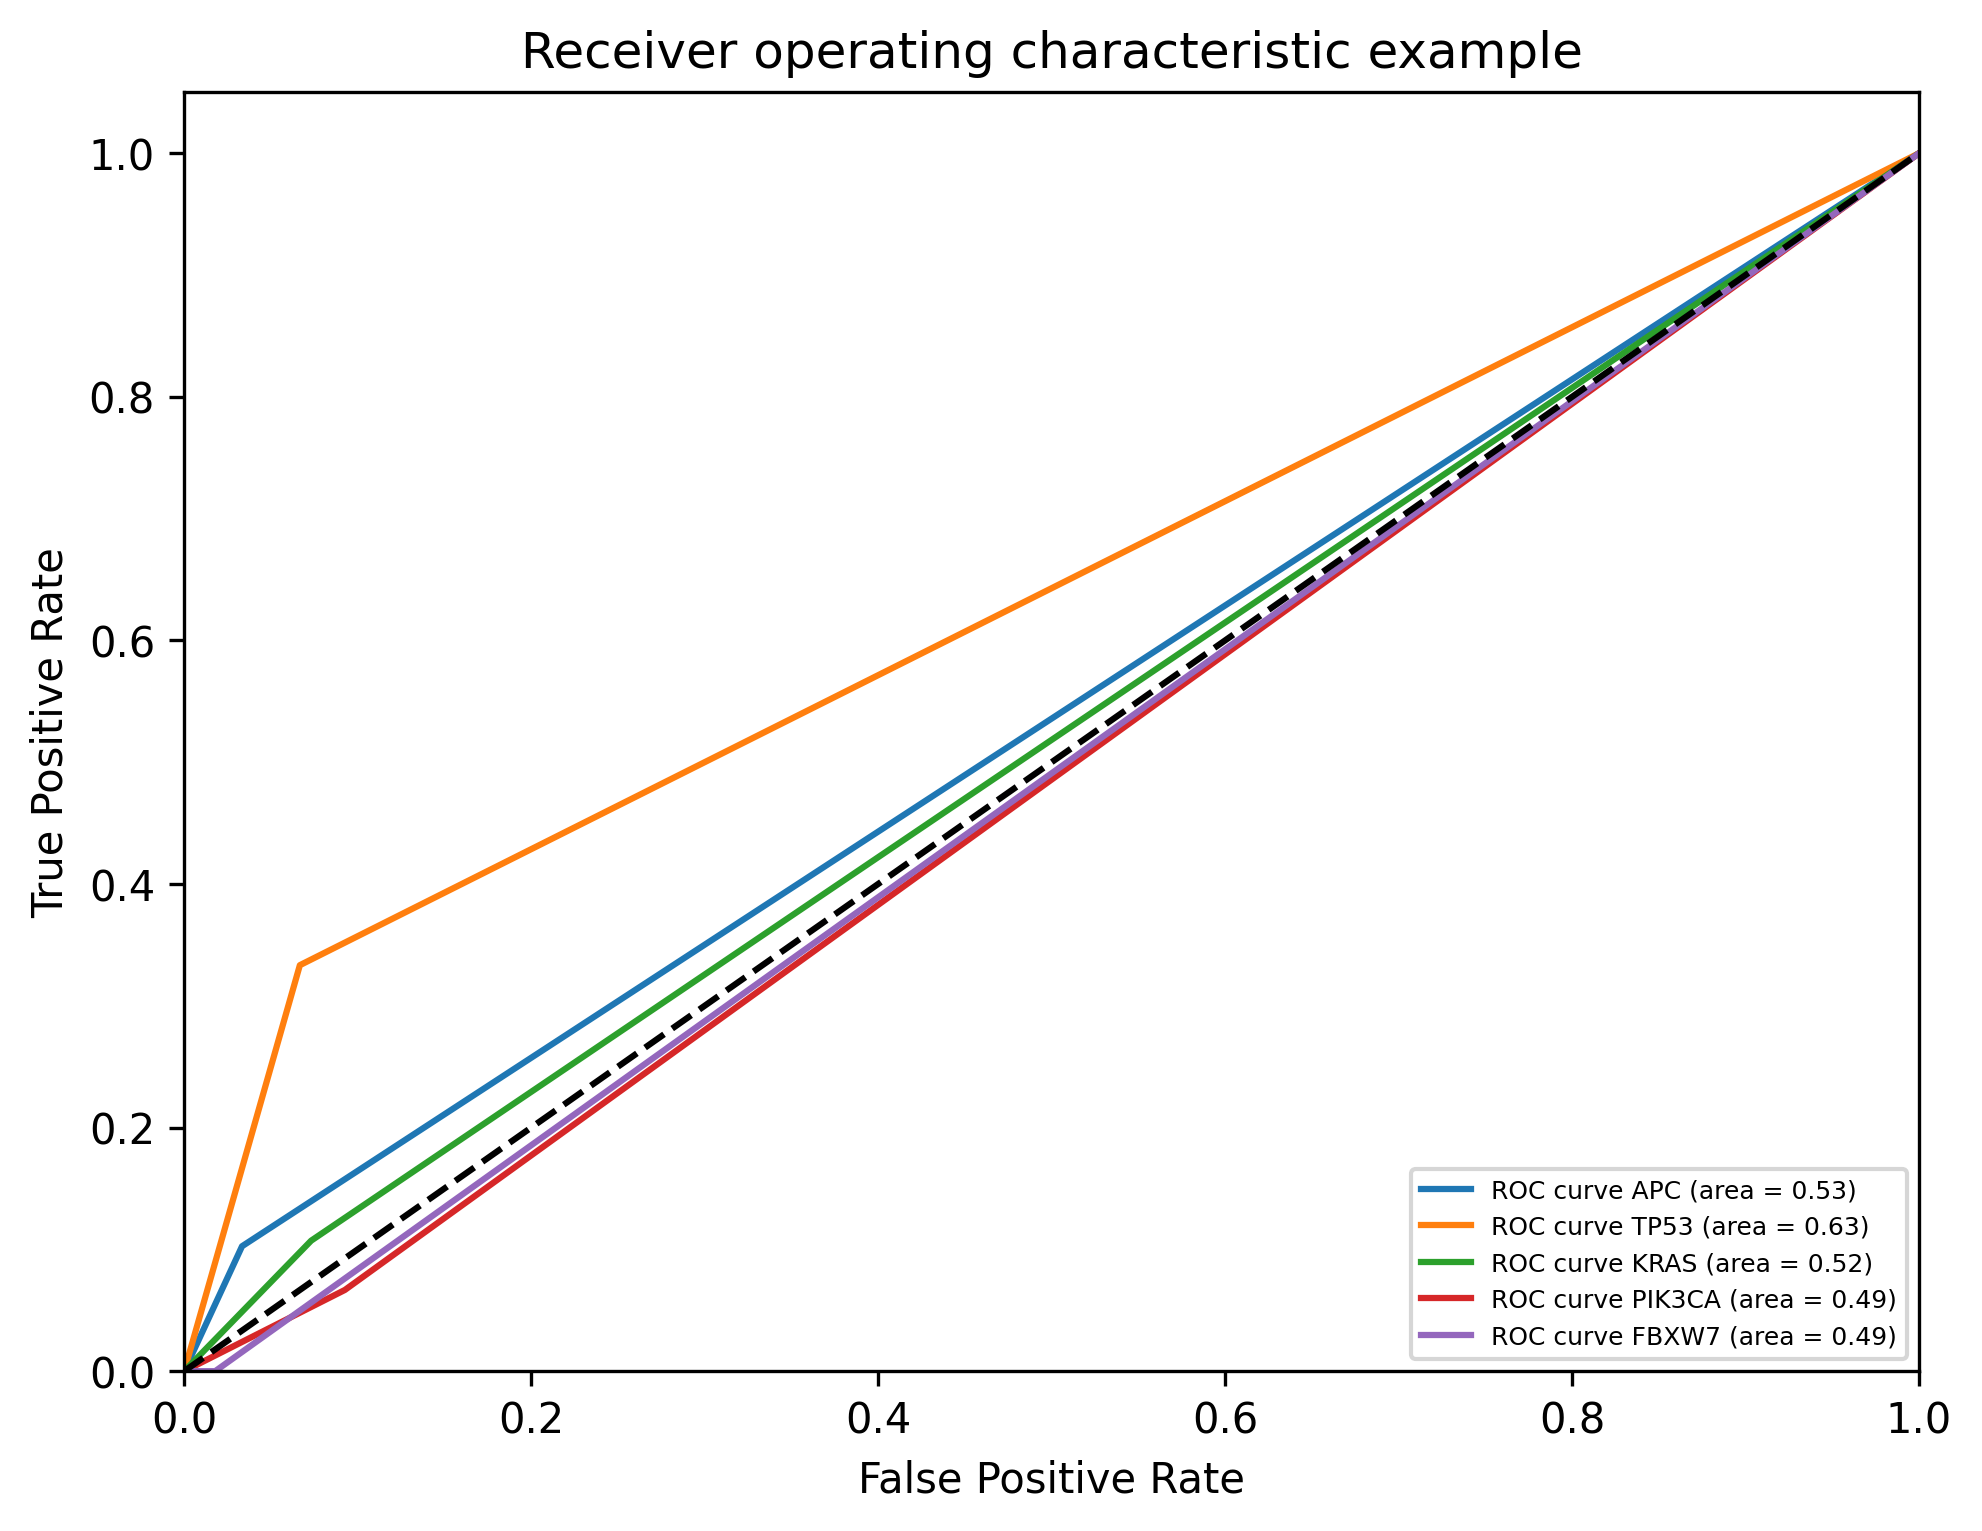 Receiver operating characteristic example
True Positive Rate
1.0
0.8
0.6
0.4
0.2
0.0
ROC curve APC (area = 0.53)
ROC curve TP53 (area = 0.63)
ROC curve KRAS (area = 0.52)
ROC curve PIK3CA (area = 0.49)
ROC curve FBXW7 (area = 0.49)
0.0 0.2 0.4 0.6 0.8 1.0
False Positive Rate